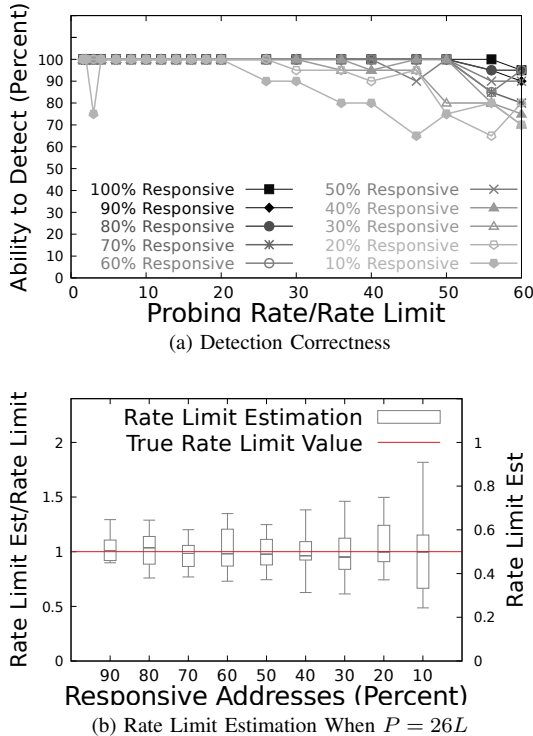 Ability to Detect (Percent)
100
90
80
70
60
50
40
30
20
10
0
100% Responsive
90% Responsive
80% Responsive
70% Responsive
60% Responsive
50% Responsive
40% Responsive
30% Responsive
20% Responsive
10% Responsive
0 10 20 30 40 50 60
Probing Rate/Rate Limit
(a) Detection Correctness
Rate Limit Est/Rate Limit
2
1.5
1
0.5
0
Rate Limit Estimation
True Rate Limit Value
1
0.8
0.6
0.4
0.2
0
Rate Limit Est
90 80 70 60 50 40 30 20 10
Responsive Addresses (Percent)
(b) Rate Limit Estimation When P = 26L